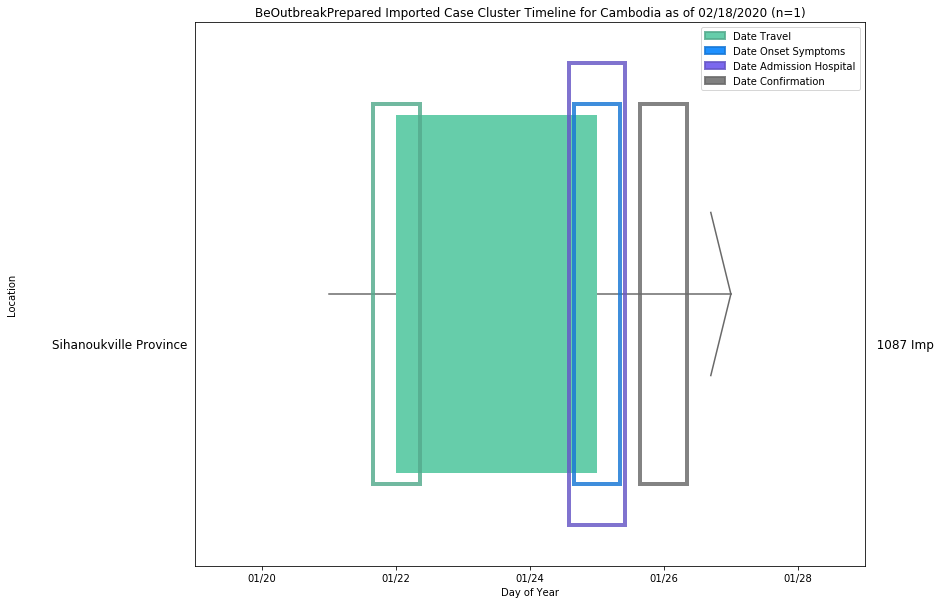 BeOutbreakPrepared Imported Case Cluster Timeline for Cambodia as of 02/18/2020 (n=1)
Date Travel
Date Onset Symptoms
Date Admission Hospital
Date Confirmation
Location
Sihanoukville Province
1087 Imp
01/20
01/22
01/24
01/26
01/28
Day of Year